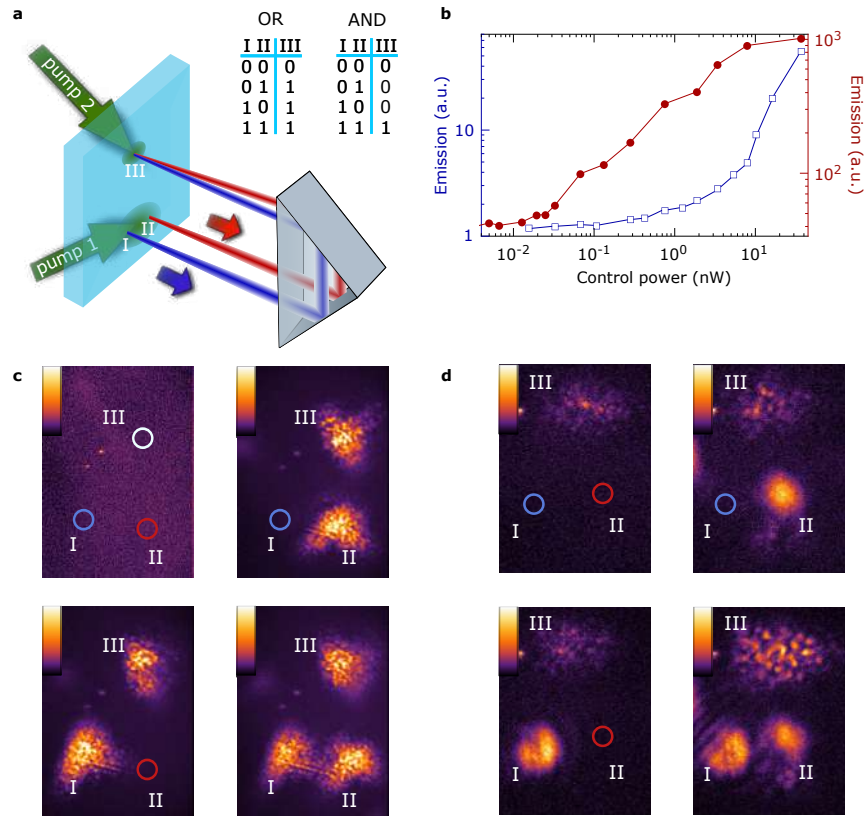 a
OR
AND
I II III
0 0 0
0 1 1
1 0 1
1 1 1
I II III
0 0 0
0 1 0
1 0 0
1 1 1
pump 2
III
II
I
pump 1
b
Emission (a.u.)
10
1
10^3
10^2
Emission (a.u.)
10^-2 10^-1 10^0 10^1
Control power (nW)
c
III
I
II
III
I
II
III
I
II
III
I
II
d
III
I
II
III
I
II
III
I
II
III
I
II